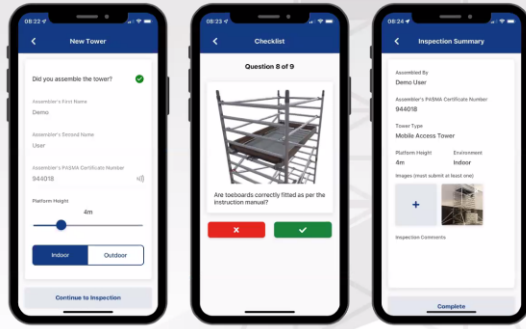 08:22
New Tower
Did you assemble the tower?
Assembler's First Name
Demo
Assembler's Second Name
User
Assembler's PASMA Certificate Number
944018
Platform Height
4m
Indoor
Outdoor
Continue to Inspection
08:23
Checklist
Question 8 of 9
Are toeboards correctly fitted as per the
instruction manual?
08:24
Inspection Summary
Assembled By
Demo User
Assembler's PASMA Certificate Number
944018
Tower Type
Mobile Access Tower
Platform Height Environment
4m Indoor
Images (must submit at least one)
Inspection Comments
Complete